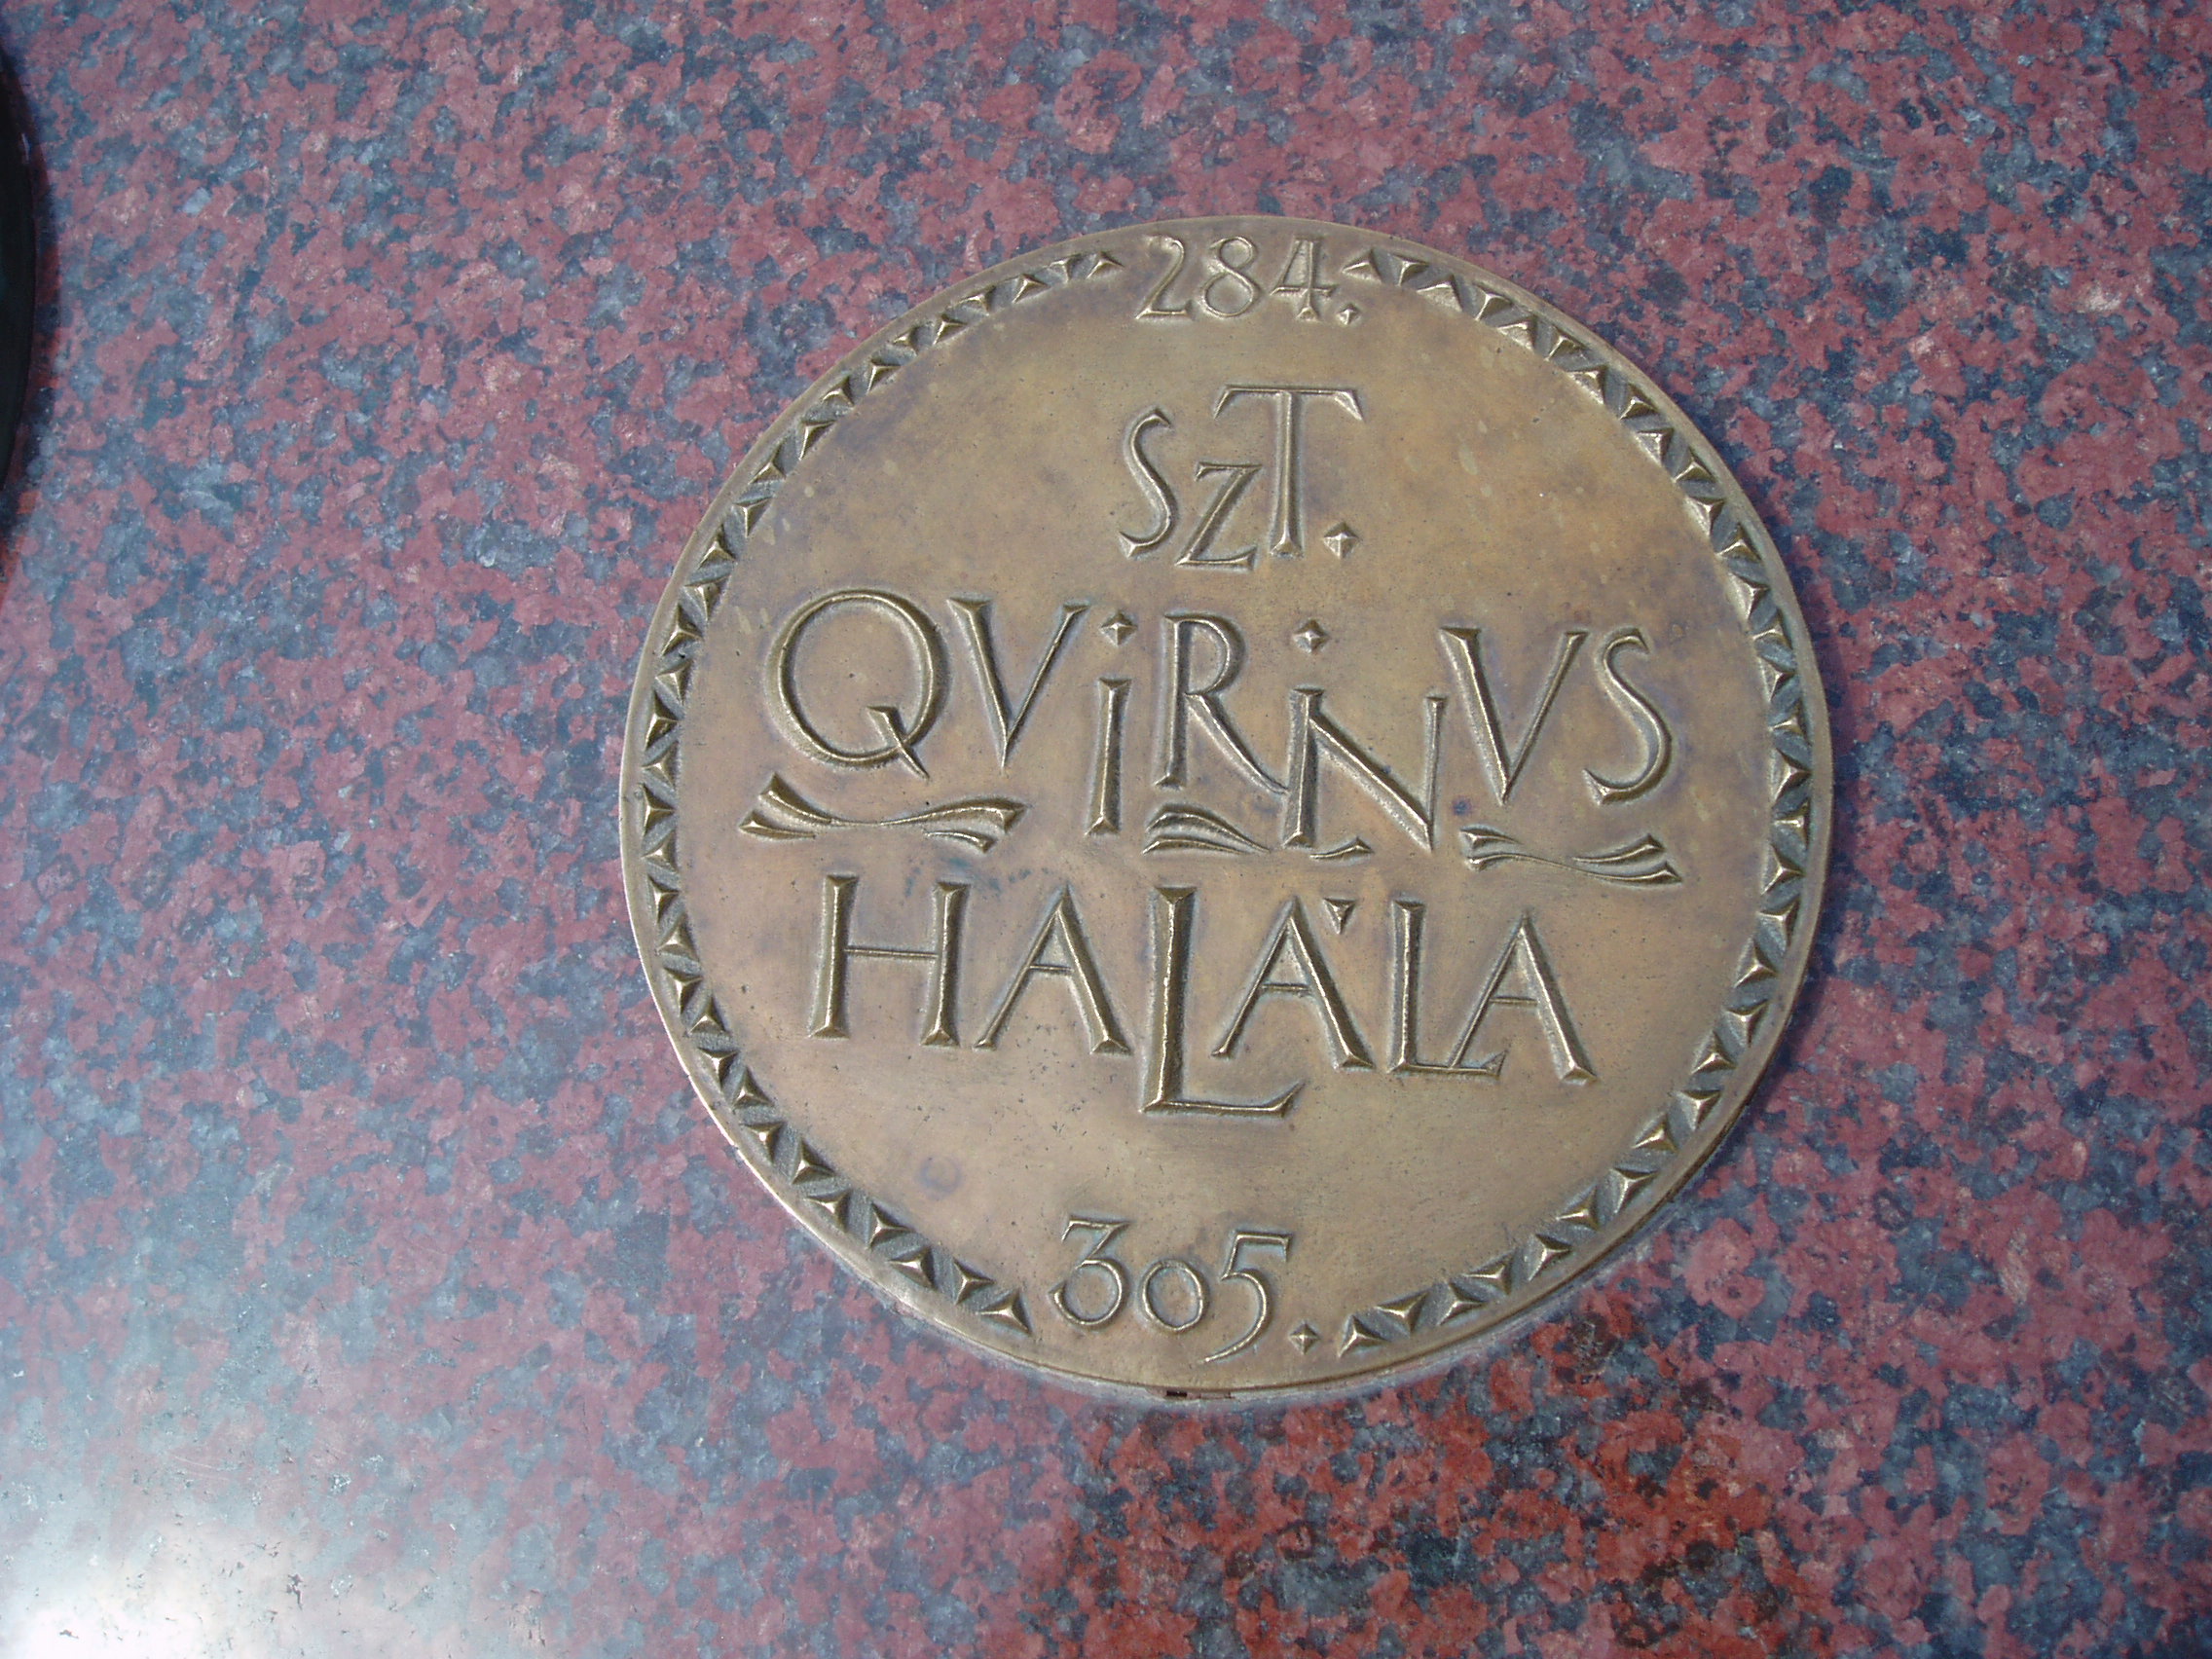 284.
SZT.
QViRiNVS
HALÁLA
305.